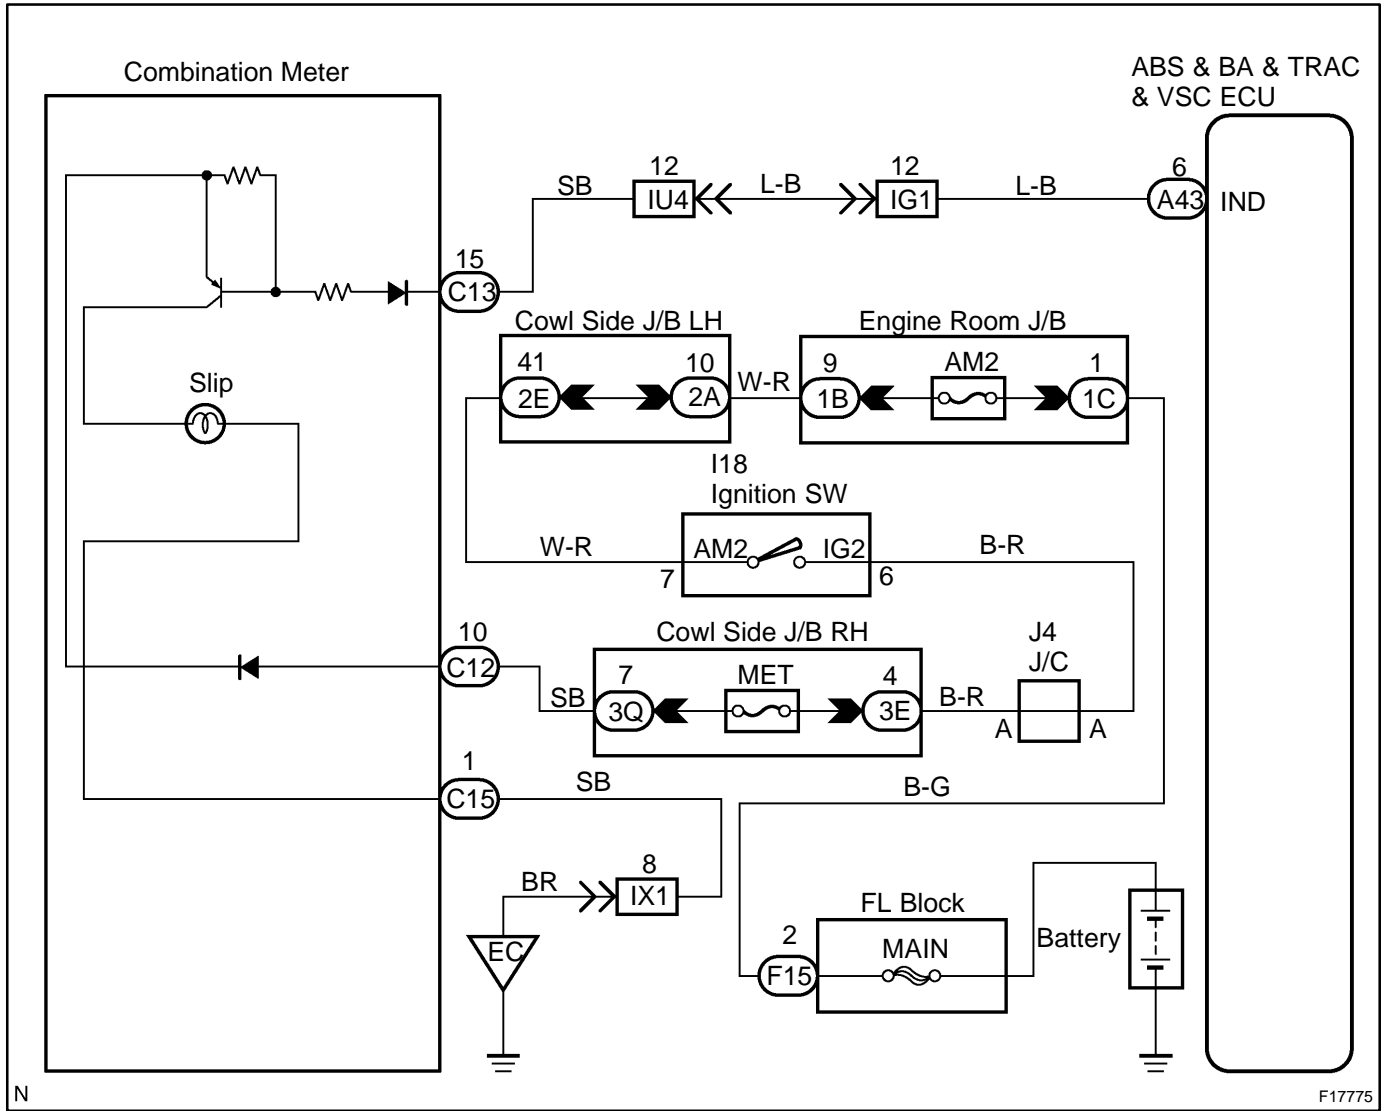 Combination Meter
ABS & BA & TRAC
& VSC ECU
12
IU4
12
IG1
6
A43
IND
SB
L-B
L-B
15
C13
Cowl Side J/B LH
41
2E
10
2A
W-R
Engine Room J/B
9
1B
AM2
1
1C
Slip
I18
Ignition SW
W-R
AM2
IG2
7
6
B-R
10
C12
SB
Cowl Side J/B RH
7
3Q
MET
4
3E
B-R
J4
J/C
A
A
1
C15
SB
B-G
BR
8
IX1
EC
2
F15
FL Block
MAIN
Battery
N
F17775